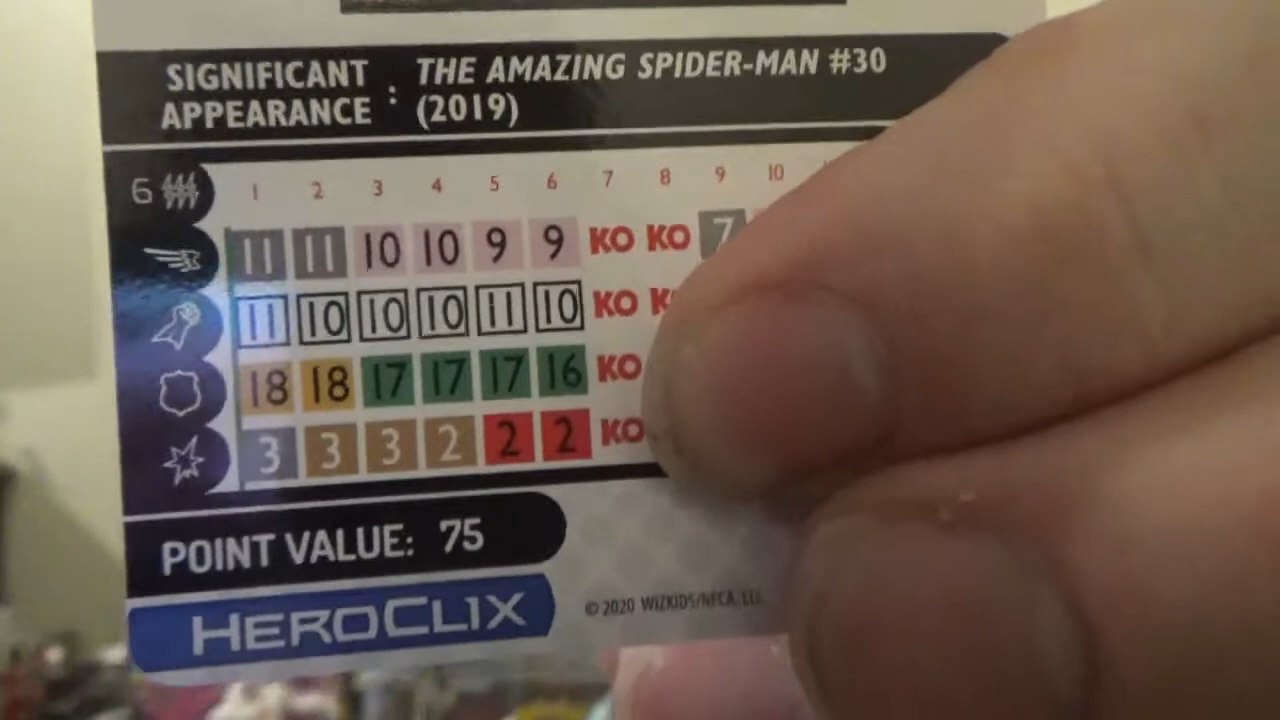 SIGNIFICANT APPEARANCE : THE AMAZING SPIDER-MAN #30 (2019)
6 1 2 3 4 5 6 7 8 9 10
11 11 10 10 9 9 KO KO 7
11 10 10 10 11 10 KO
18 18 17 17 17 16 KO
3 3 3 2 2 2 KO
POINT VALUE: 75
HEROCLIX
© 2020 WIZKIDS/NECA, LLC